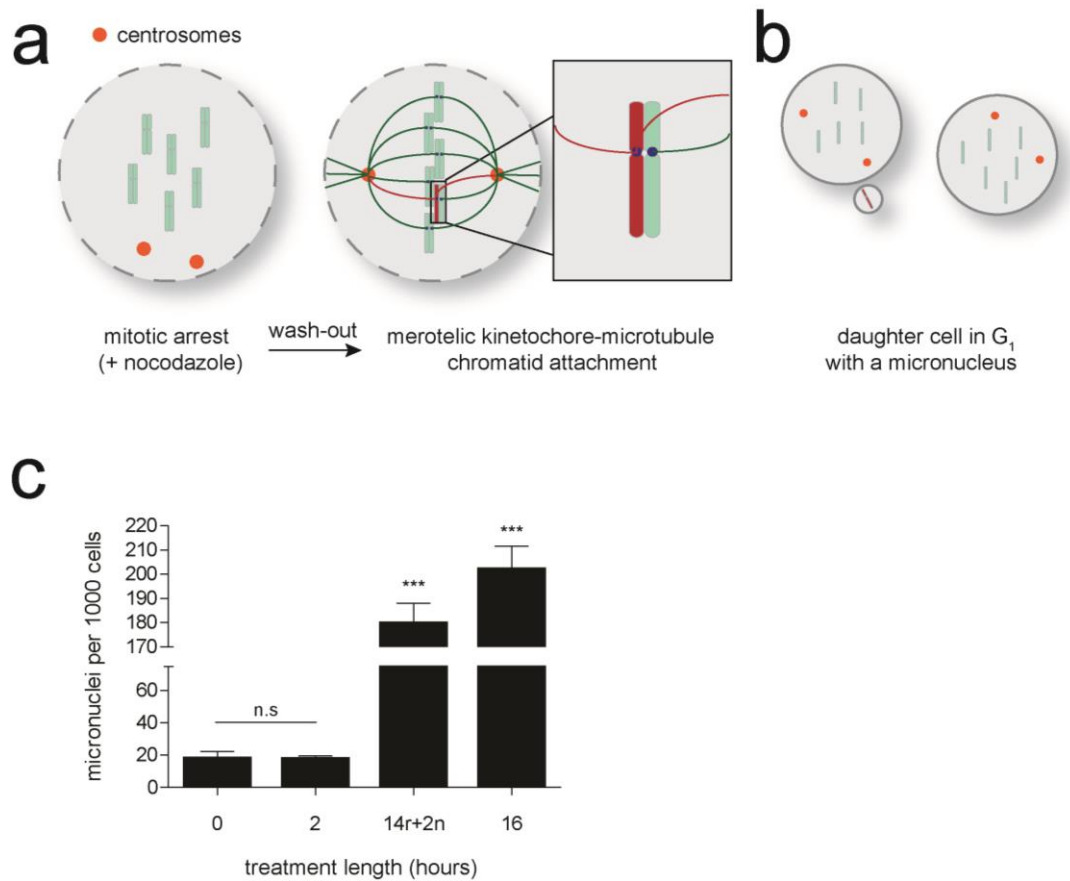 a
centrosomes
mitotic arrest
(+ nocodazole)
wash-out
merotelic kinetochore-microtubule
chromatid attachment
b
daughter cell in G1
with a micronucleus
c
micronuclei per 1000 cells
220
210
200
190
180
170
60
40
20
0
n.s
***
***
0 2 14r+2n 16
treatment length (hours)